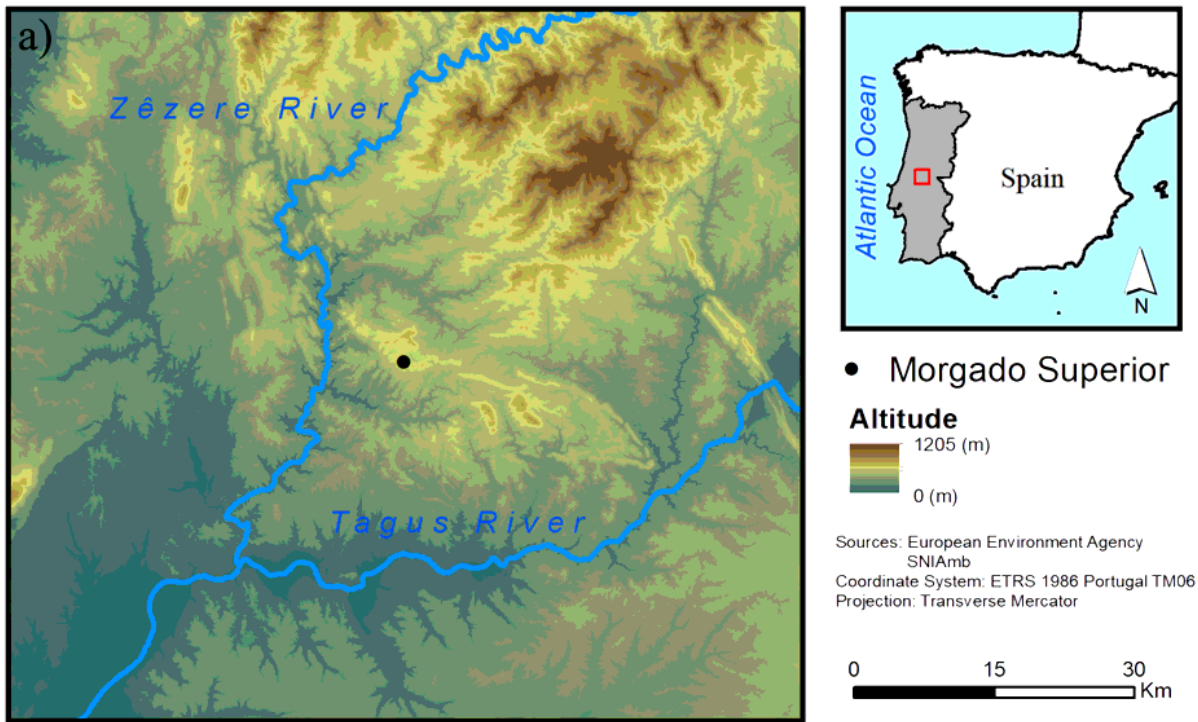 a)
Zêzere River
Tagus River
Atlantic Ocean
Spain
N
Morgado Superior
Altitude
1205 (m)
0 (m)
Sources: European Environment Agency
SNIAmb
Coordinate System: ETRS 1986 Portugal TM06
Projection: Transverse Mercator
0 15 30
Km